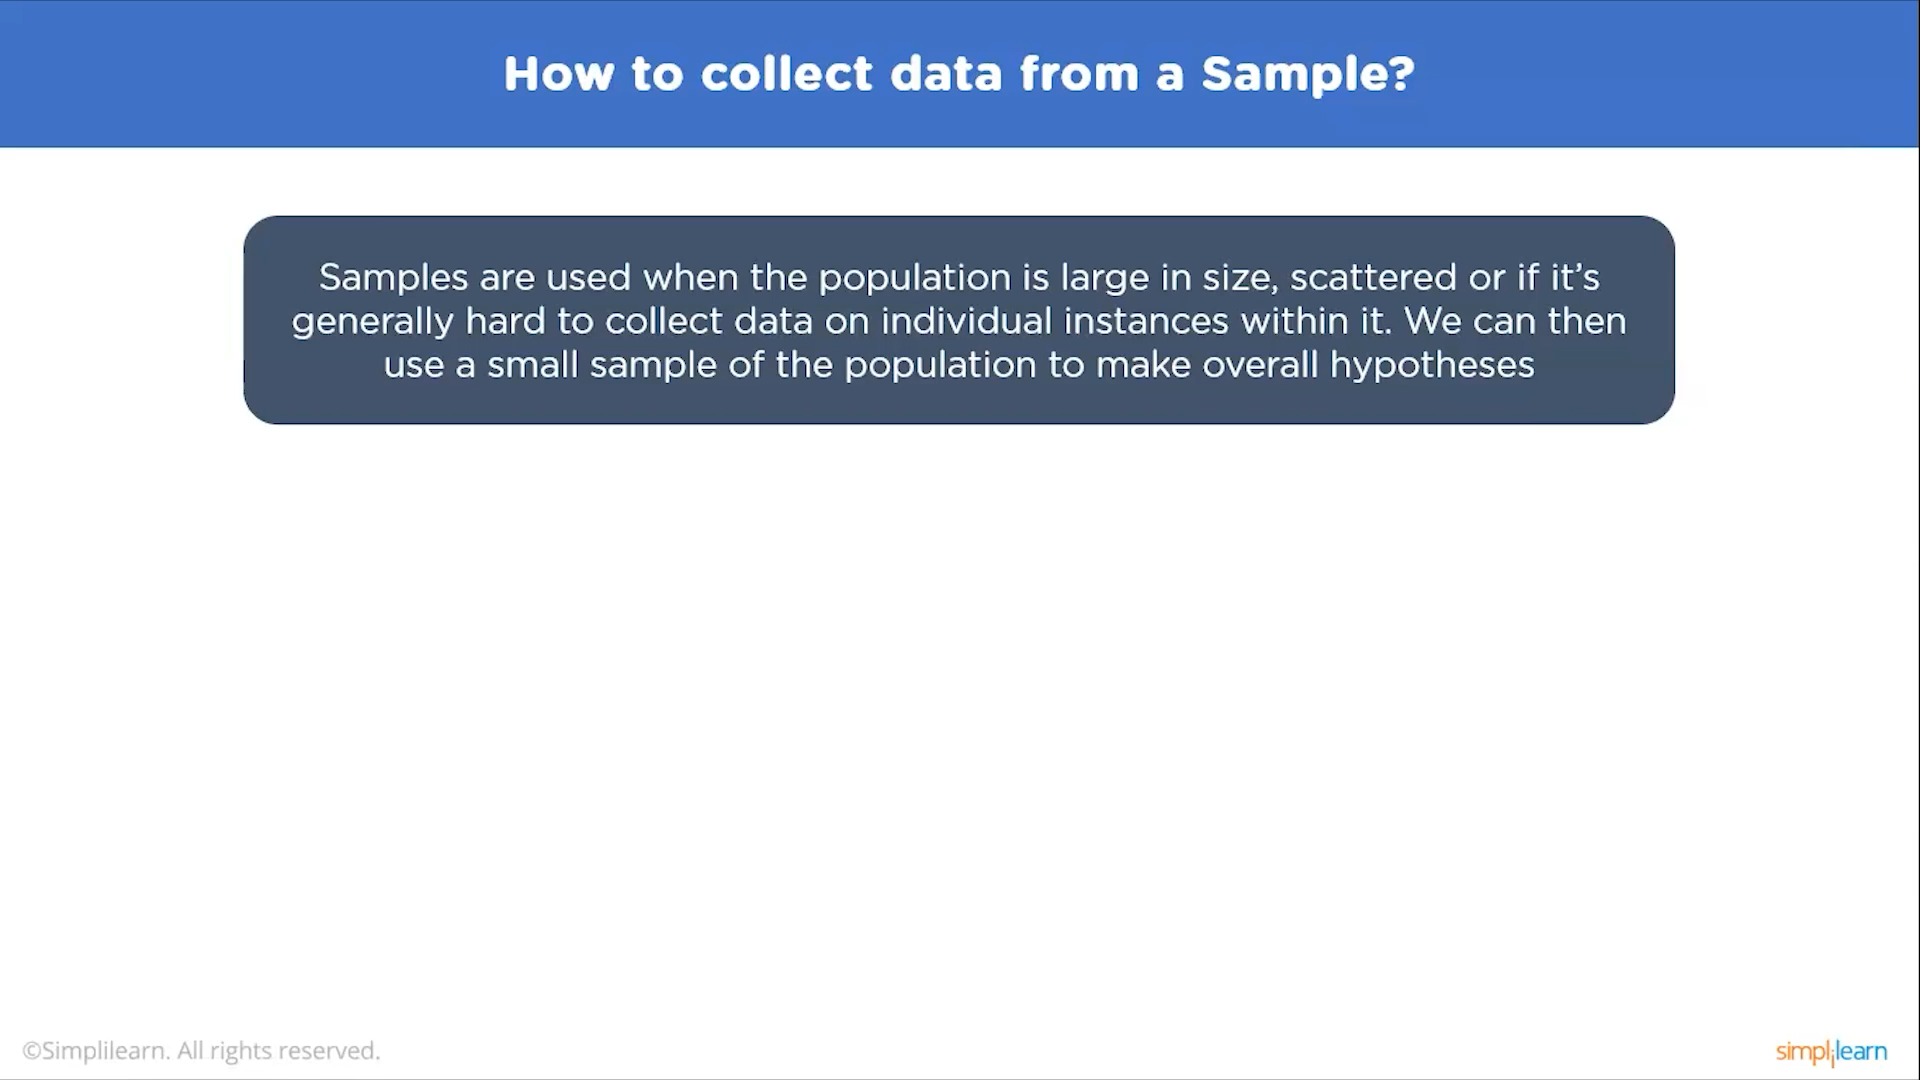 How to collect data from a Sample?
Samples are used when the population is large in size, scattered or if it's
generally hard to collect data on individual instances within it. We can then
use a small sample of the population to make overall hypotheses
©Simplilearn. All rights reserved.
simplilearn